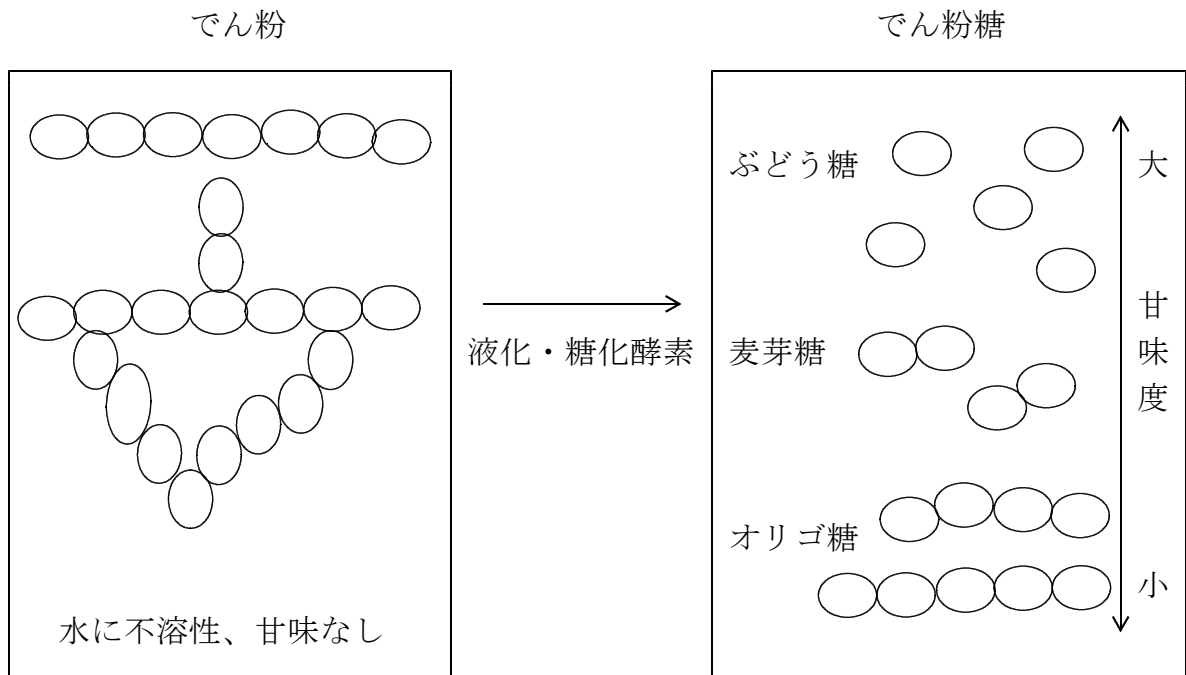 でん粉
でん粉糖
水に不溶性、甘味なし
液化・糖化酵素
ぶどう糖
麦芽糖
オリゴ糖
大
甘味度
小